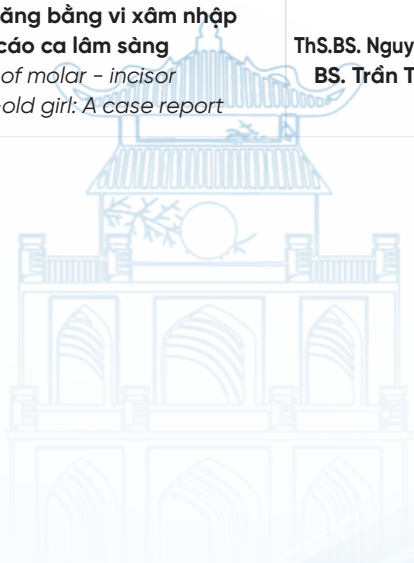 ăng bằng vi xâm nhập
cáo ca lâm sàng
of molar - incisor
-old girl: A case report
ThS.BS. Nguy
BS. Trần T